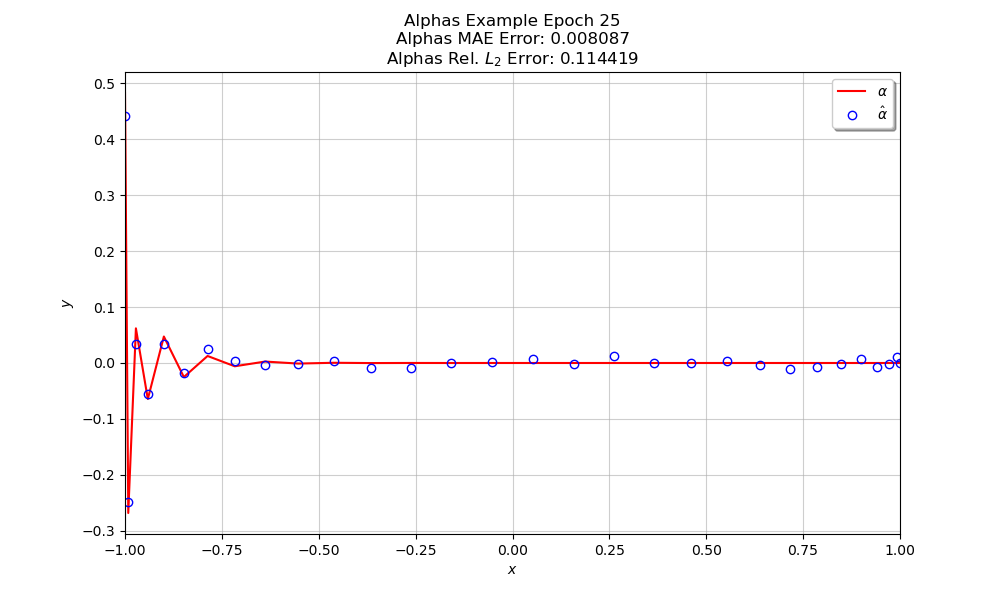 Alphas Example Epoch 25
Alphas MAE Error: 0.008087
Alphas Rel. L₂ Error: 0.114419
0.5
0.4
0.3
0.2
0.1
0.0
−0.1
−0.2
−0.3
y
α
α̂
−1.00 −0.75 −0.50 −0.25 0.00 0.25 0.50 0.75 1.00
x